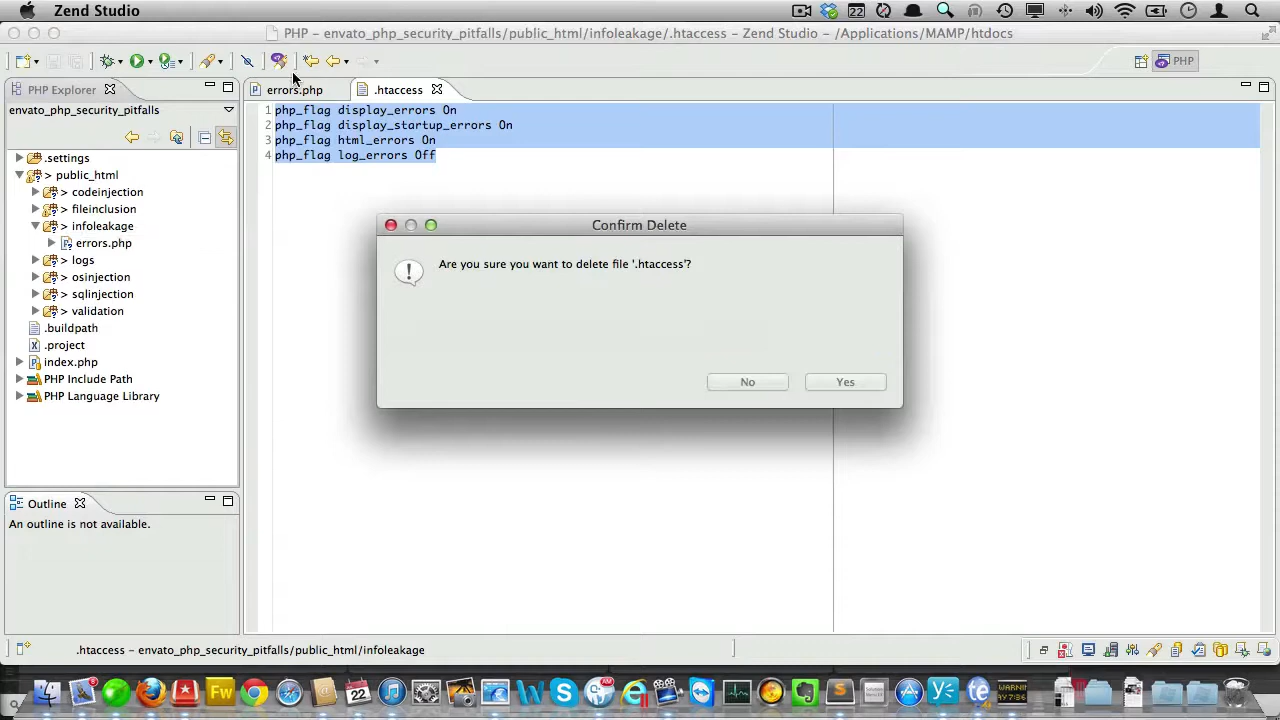 Zend Studio
PHP – envato_php_security_pitfalls/public_html/infoleakage/.htaccess – Zend Studio – /Applications/MAMP/htdocs
PHP
PHP Explorer
errors.php
.htaccess
envato_php_security_pitfalls
.settings
> public_html
> codeinjection
> fileinclusion
> infoleakage
> errors.php
> logs
> osinjection
> sqlinjection
> validation
.buildpath
.project
index.php
PHP Include Path
PHP Language Library
1 php_flag display_errors On
2 php_flag display_startup_errors On
3 php_flag html_errors On
4 php_flag log_errors Off
Confirm Delete
Are you sure you want to delete file '.htaccess'?
No
Yes
Outline
An outline is not available.
.htaccess – envato_php_security_pitfalls/public_html/infoleakage